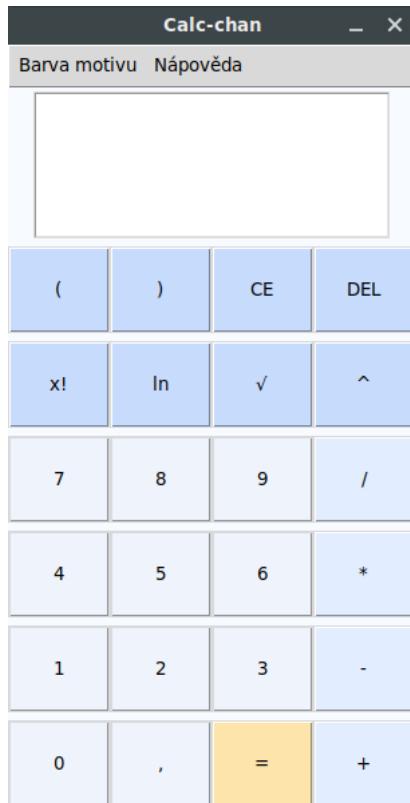 Calc-chan
Barva motivu Nápověda
( ) CE DEL
x! ln √ ^
7 8 9 /
4 5 6 *
1 2 3 -
0 , = +